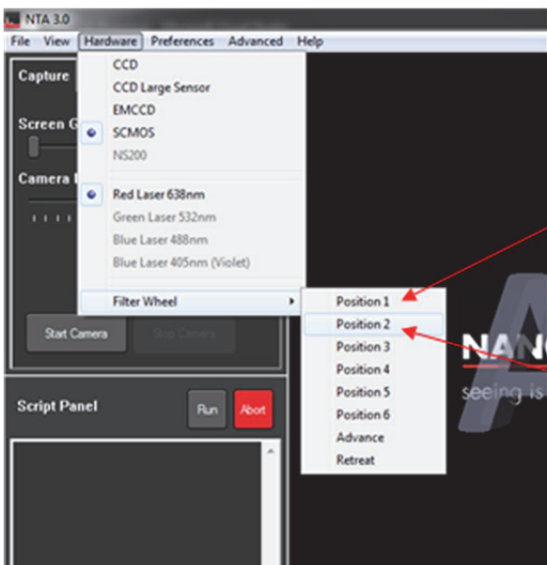 NTA 3.0
File View Hardware Preferences Advanced Help
Capture
Screen G
Camera
CCD
CCD Large Sensor
EMCCD
SCMOS
NS200
Red Laser 638nm
Green Laser 532nm
Blue Laser 488nm
Blue Laser 405nm (Violet)
Filter Wheel
Position 1
Position 2
Position 3
Position 4
Position 5
Position 6
Advance
Retreat
Start Camera Stop Camera
NANO
seeing is
Script Panel Run Abort